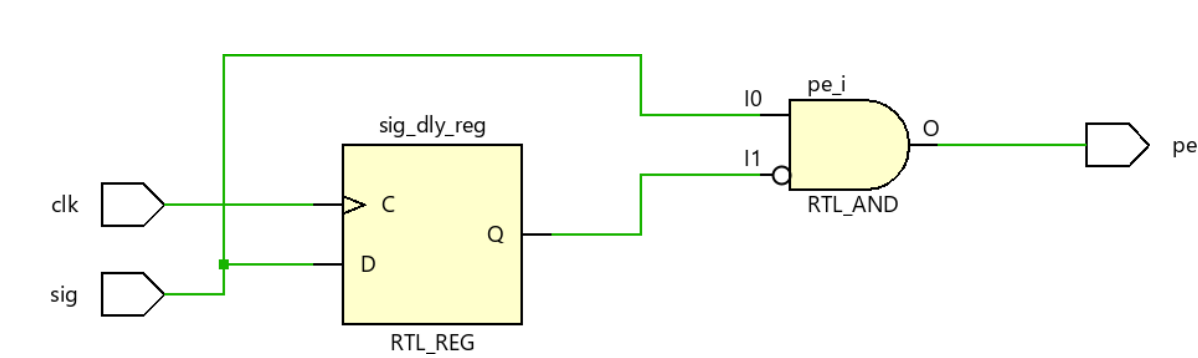 pe_i
I0
sig_dly_reg
O
pe
I1
clk
C
RTL_AND
Q
D
sig
RTL_REG